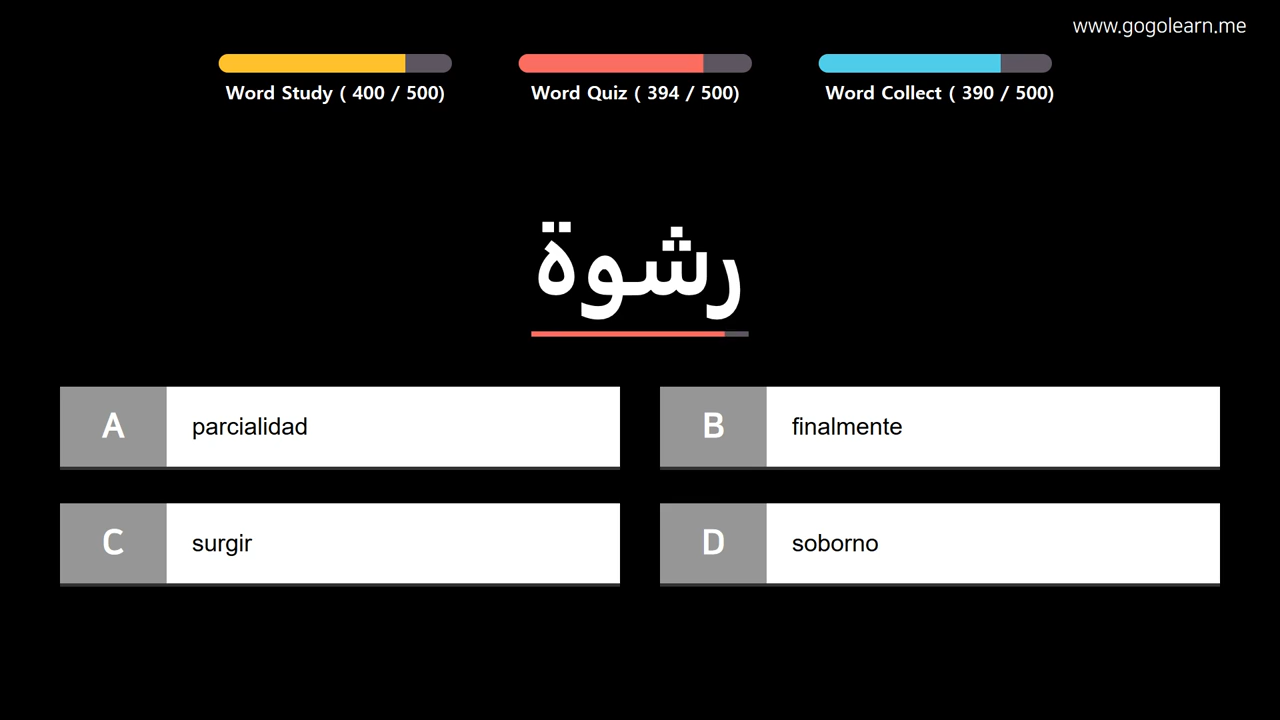 www.gogolearn.me
Word Study ( 400 / 500)
Word Quiz ( 394 / 500)
Word Collect ( 390 / 500)
رشوة
A parcialidad
B finalmente
C surgir
D soborno